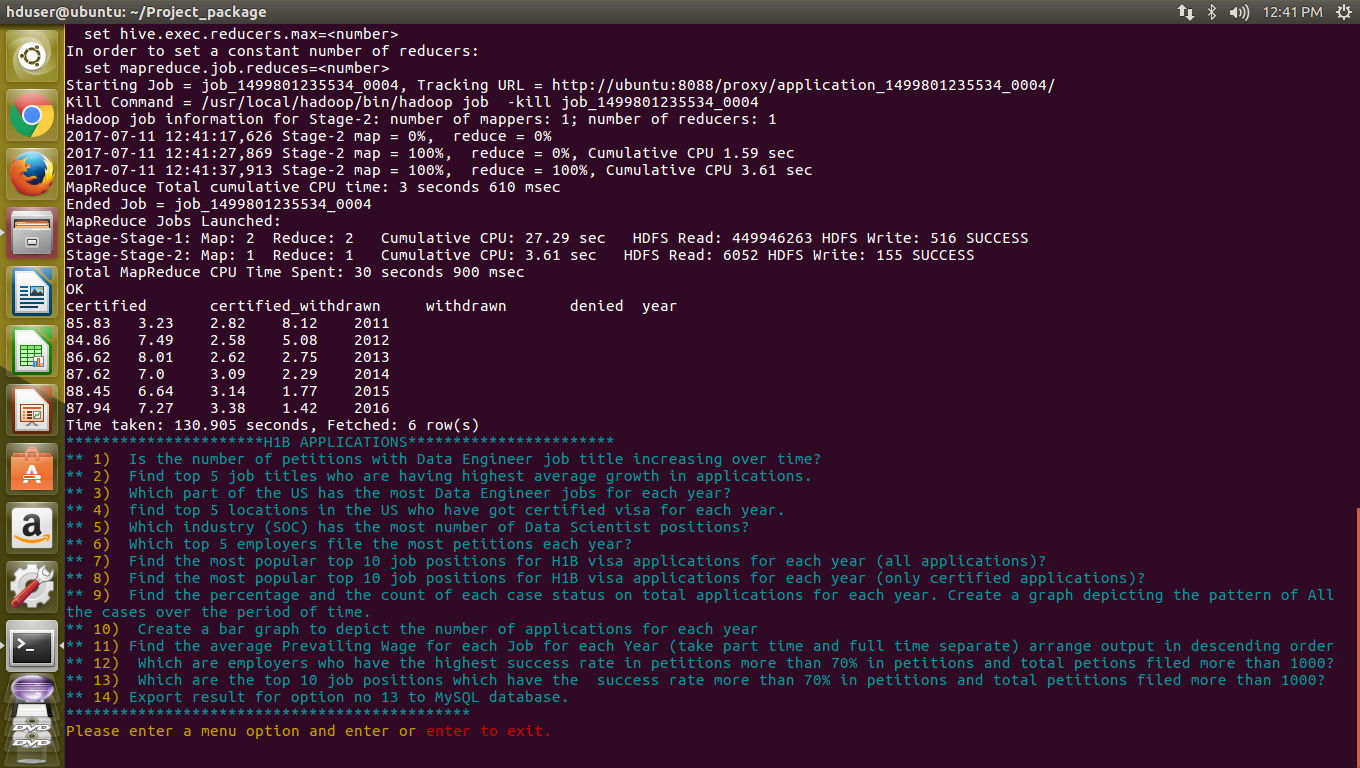 hduser@ubuntu: ~/Project_package
12:41 PM
set hive.exec.reducers.max=<number>
In order to set a constant number of reducers:
set mapreduce.job.reduces=<number>
Starting Job = job_1499801235534_0004, Tracking URL = http://ubuntu:8088/proxy/application_1499801235534_0004/
Kill Command = /usr/local/hadoop/bin/hadoop job  -kill job_1499801235534_0004
Hadoop job information for Stage-2: number of mappers: 1; number of reducers: 1
2017-07-11 12:41:17,626 Stage-2 map = 0%,  reduce = 0%
2017-07-11 12:41:27,869 Stage-2 map = 100%,  reduce = 0%, Cumulative CPU 1.59 sec
2017-07-11 12:41:37,913 Stage-2 map = 100%,  reduce = 100%, Cumulative CPU 3.61 sec
MapReduce Total cumulative CPU time: 3 seconds 610 msec
Ended Job = job_1499801235534_0004
MapReduce Jobs Launched:
Stage-Stage-1: Map: 2  Reduce: 2   Cumulative CPU: 27.29 sec   HDFS Read: 449946263 HDFS Write: 516 SUCCESS
Stage-Stage-2: Map: 1  Reduce: 1   Cumulative CPU: 3.61 sec   HDFS Read: 6052 HDFS Write: 155 SUCCESS
Total MapReduce CPU Time Spent: 30 seconds 900 msec
OK
certified       certified_withdrawn     withdrawn       denied  year
85.83   3.23    2.82    8.12    2011
84.86   7.49    2.58    5.08    2012
86.62   8.01    2.62    2.75    2013
87.62   7.0     3.09    2.29    2014
88.45   6.64    3.14    1.77    2015
87.94   7.27    3.38    1.42    2016
Time taken: 130.905 seconds, Fetched: 6 row(s)
**********************H1B APPLICATIONS***********************
** 1)  Is the number of petitions with Data Engineer job title increasing over time?
** 2)  Find top 5 job titles who are having highest average growth in applications.
** 3)  Which part of the US has the most Data Engineer jobs for each year?
** 4)  find top 5 locations in the US who have got certified visa for each year.
** 5)  Which industry (SOC) has the most number of Data Scientist positions?
** 6)  Which top 5 employers file the most petitions each year?
** 7)  Find the most popular top 10 job positions for H1B visa applications for each year (all applications)?
** 8)  Find the most popular top 10 job positions for H1B visa applications for each year (only certified applications)?
** 9)  Find the percentage and the count of each case status on total applications for each year. Create a graph depicting the pattern of All
the cases over the period of time.
** 10)  Create a bar graph to depict the number of applications for each year
** 11) Find the average Prevailing Wage for each Job for each Year (take part time and full time separate) arrange output in descending order
** 12)  Which are employers who have the highest success rate in petitions more than 70% in petitions and total petions filed more than 1000?
** 13)  Which are the top 10 job positions which have the  success rate more than 70% in petitions and total petitions filed more than 1000?
** 14) Export result for option no 13 to MySQL database.
*********************************************
Please enter a menu option and enter or enter to exit.